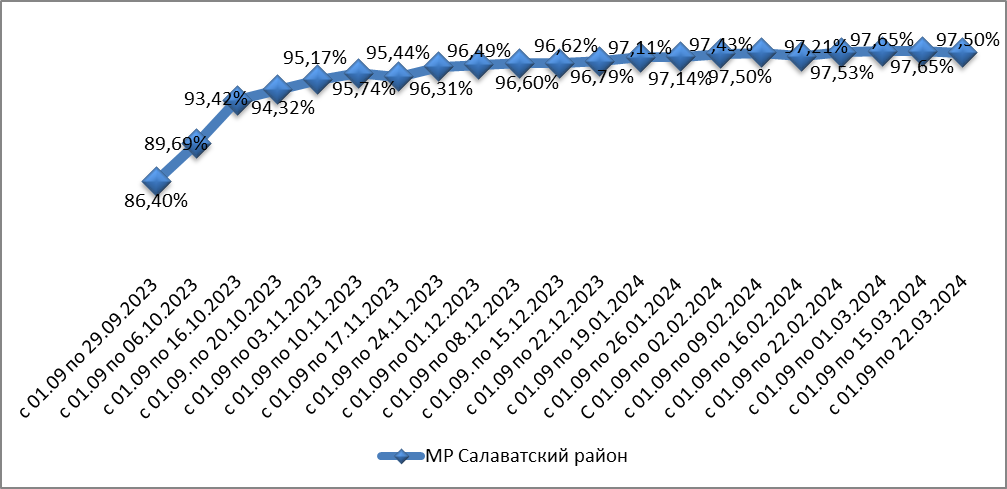 95,17%
95,44%
96,49%
96,62%
97,11%
97,43%
97,21%
97,65%
97,50%
93,42%
94,32%
95,74%
96,31%
96,60%
96,79%
97,14%
97,50%
97,53%
97,65%
89,69%
86,40%
с 01.09 по 29.09.2023
с 01.09 по 06.10.2023
с 01.09 по 16.10.2023
с 01.09. по 20.10.2023
с 01.09 по 03.11.2023
с 01.09 по 10.11.2023
с 01.09 по 17.11.2023
с 01.09 по 24.11.2023
с 01.09 по 01.12.2023
с 01.09 по 08.12.2023
с 01.09. по 15.12.2023
с 01.09 по 22.12.2023
с 01.09 по 19.01.2024
С 01.09 по 26.01.2024
с 01.09 по 02.02.2024
с 01.09 по 09.02.2024
с 01.09 по 16.02.2024
с 01.09 по 22.02.2024
с 01.09 по 01.03.2024
с 01.09 по 15.03.2024
с 01.09 по 22.03.2024
МР Салаватский район